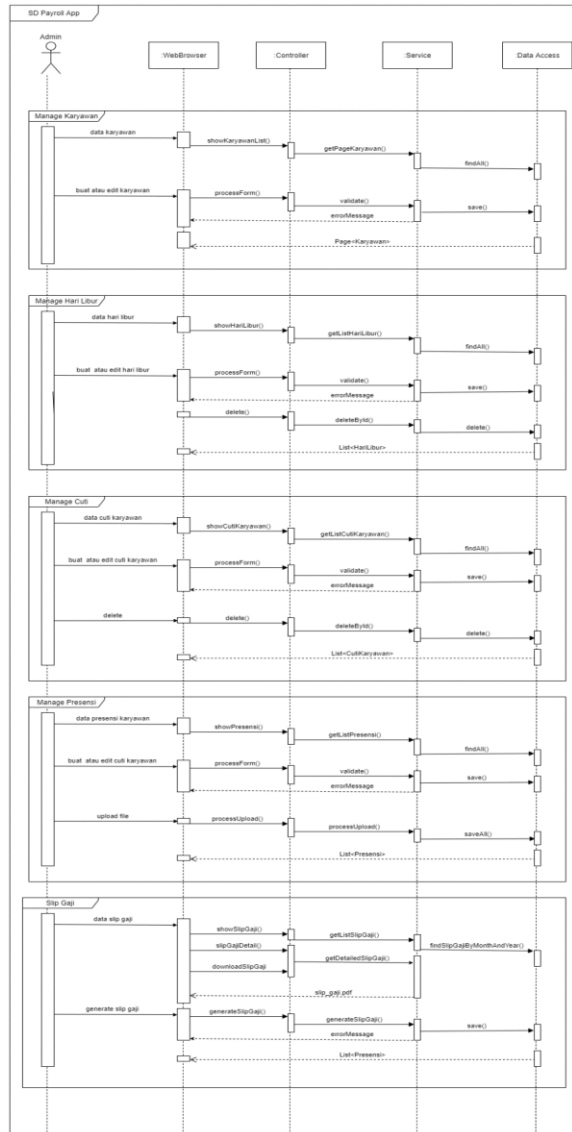 SD Payroll App
Admin
:WebBrowser
:Controller
:Service
:Data Access
Manage Karyawan
data karyawan
showKaryawanList()
getPageKaryawan()
findAll()
buat atau edit karyawan
processForm()
validate()
save()
errorMessage
Page<Karyawan>
Manage Hari Libur
data hari libur
showHariLibur()
getListHariLibur()
findAll()
buat atau edit hari libur
processForm()
validate()
save()
errorMessage
delete()
deleteById()
delete()
List<HariLibur>
Manage Cuti
data cuti karyawan
showCutiKaryawan()
getListCutiKaryawan()
findAll()
buat atau edit cuti karyawan
processForm()
validate()
save()
errorMessage
delete
delete()
deleteById()
delete()
List<CutiKaryawan>
Manage Presensi
data presensi karyawan
showPresensi()
getListPresensi()
findAll()
buat atau edit cuti karyawan
processForm()
validate()
save()
errorMessage
upload file
processUpload()
processUpload()
saveAll()
List<Presensi>
Slip Gaji
data slip gaji
showSlipGaji()
getListSlipGaji()
findSlipGajiByMonthAndYear()
slipGajiDetail()
getDetailedSlipGaji()
downloadSlipGaji
slip_gaji.pdf
generate slip gaji
generateSlipGaji()
generateSlipGaji()
save()
errorMessage
List<Presensi>